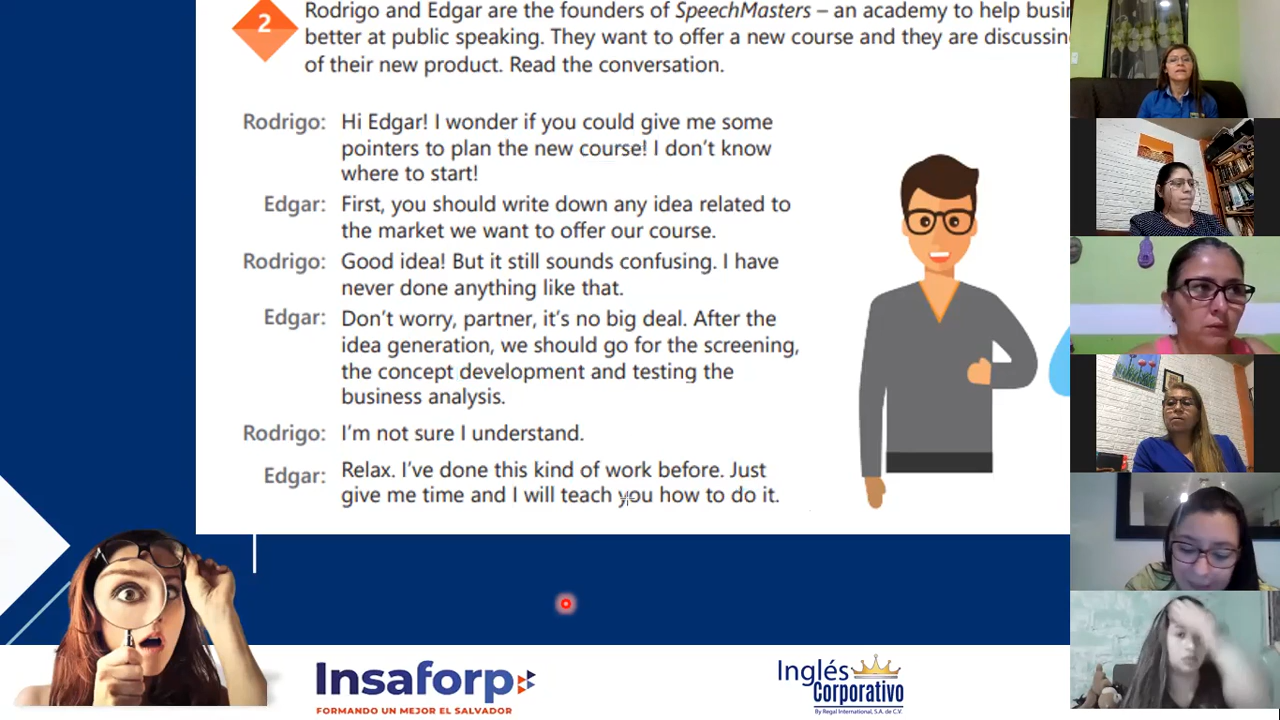 2
Rodrigo and Edgar are the founders of SpeechMasters – an academy to help busi
better at public speaking. They want to offer a new course and they are discussin
of their new product. Read the conversation.
Rodrigo: Hi Edgar! I wonder if you could give me some
pointers to plan the new course! I don't know
where to start!
Edgar: First, you should write down any idea related to
the market we want to offer our course.
Rodrigo: Good idea! But it still sounds confusing. I have
never done anything like that.
Edgar: Don't worry, partner, it's no big deal. After the
idea generation, we should go for the screening,
the concept development and testing the
business analysis.
Rodrigo: I'm not sure I understand.
Edgar: Relax. I've done this kind of work before. Just
give me time and I will teach you how to do it.
Insaforp
FORMANDO UN MEJOR EL SALVADOR
Inglés
Corporativo
By Regal International, S.A. de C.V.